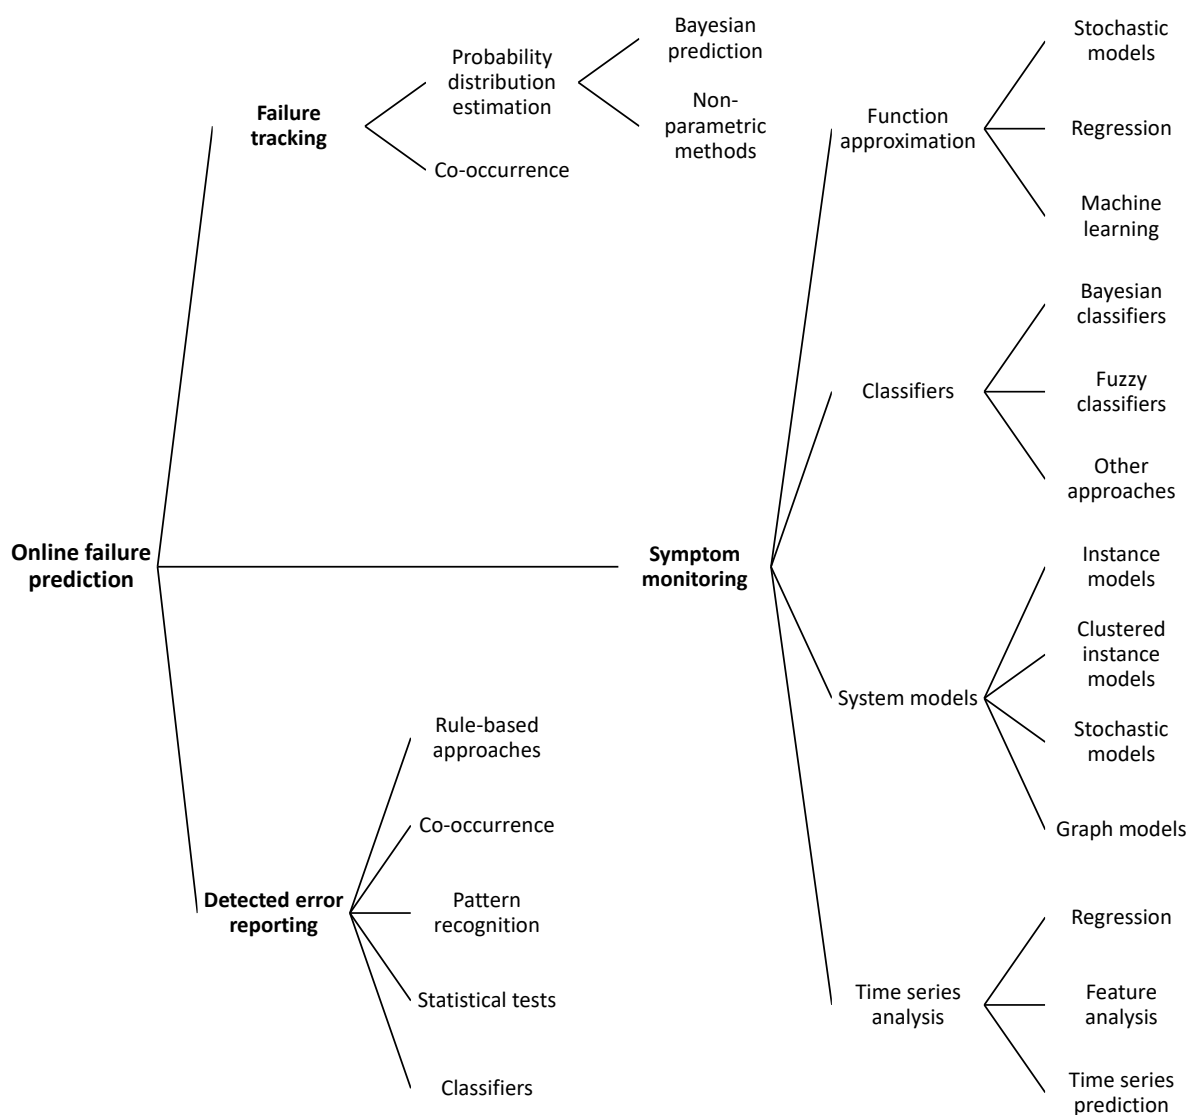 Online failure
prediction
Failure
tracking
Probability
distribution
estimation
Bayesian
prediction
Non-
parametric
methods
Co-occurrence
Symptom
monitoring
Function
approximation
Stochastic
models
Regression
Machine
learning
Classifiers
Bayesian
classifiers
Fuzzy
classifiers
Other
approaches
System models
Instance
models
Clustered
instance
models
Stochastic
models
Graph models
Time series
analysis
Regression
Feature
analysis
Time series
prediction
Detected error
reporting
Rule-based
approaches
Co-occurrence
Pattern
recognition
Statistical tests
Classifiers